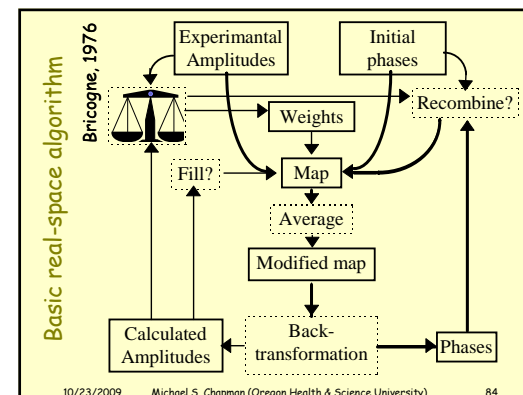 Basic real-space algorithm
Bricogne, 1976
Experimantal
Amplitudes
Initial
phases
Recombine?
Weights
Fill?
Map
Average
Modified map
Calculated
Amplitudes
Back-
transformation
Phases
10/23/2009 Michael S. Chapman (Oregon Health & Science University) 84